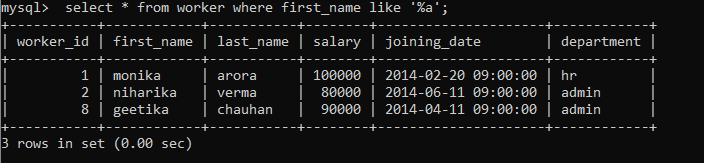 mysql>  select * from worker where first_name like '%a';
+-----------+------------+-----------+--------+---------------------+------------+
| worker_id | first_name | last_name | salary | joining_date        | department |
+-----------+------------+-----------+--------+---------------------+------------+
|         1 | monika     | arora     | 100000 | 2014-02-20 09:00:00 | hr         |
|         2 | niharika   | verma     |  80000 | 2014-06-11 09:00:00 | admin      |
|         8 | geetika    | chauhan   |  90000 | 2014-04-11 09:00:00 | admin      |
+-----------+------------+-----------+--------+---------------------+------------+
3 rows in set (0.00 sec)